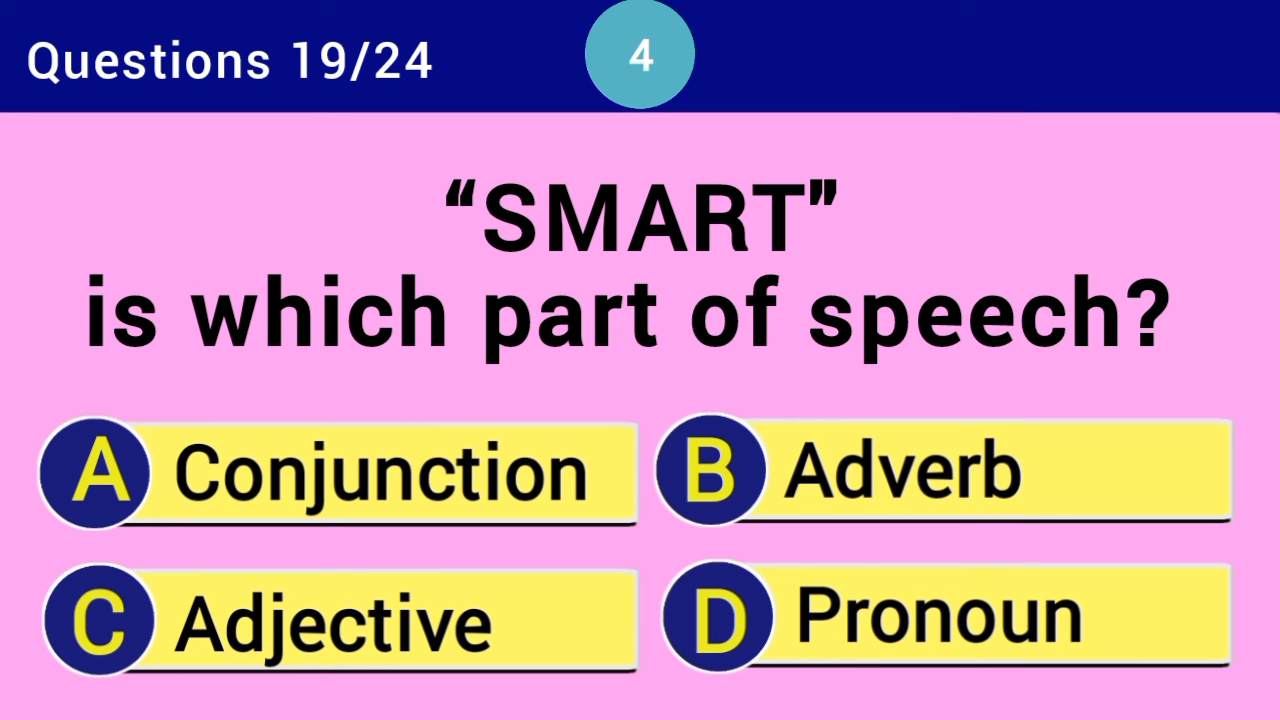 Questions 19/24
4
“SMART”
is which part of speech?
A Conjunction
B Adverb
C Adjective
D Pronoun